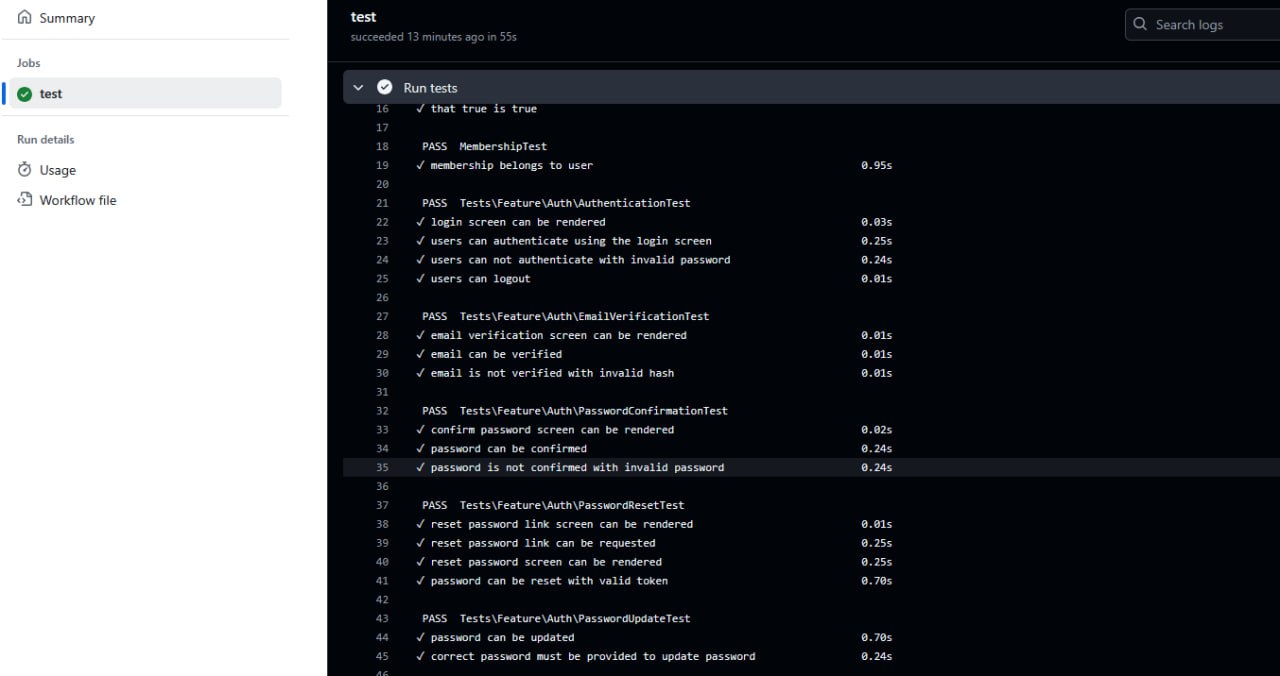 Summary
Jobs
test
Run details
Usage
Workflow file
test
succeeded 13 minutes ago in 55s
Search logs
Run tests
16 ✓ that true is true
17
18 PASS MembershipTest
19 ✓ membership belongs to user 0.95s
20
21 PASS Tests\Feature\Auth\AuthenticationTest
22 ✓ login screen can be rendered 0.03s
23 ✓ users can authenticate using the login screen 0.25s
24 ✓ users can not authenticate with invalid password 0.24s
25 ✓ users can logout 0.01s
26
27 PASS Tests\Feature\Auth\EmailVerificationTest
28 ✓ email verification screen can be rendered 0.01s
29 ✓ email can be verified 0.01s
30 ✓ email is not verified with invalid hash 0.01s
31
32 PASS Tests\Feature\Auth\PasswordConfirmationTest
33 ✓ confirm password screen can be rendered 0.02s
34 ✓ password can be confirmed 0.24s
35 ✓ password is not confirmed with invalid password 0.24s
36
37 PASS Tests\Feature\Auth\PasswordResetTest
38 ✓ reset password link screen can be rendered 0.01s
39 ✓ reset password link can be requested 0.25s
40 ✓ reset password screen can be rendered 0.25s
41 ✓ password can be reset with valid token 0.70s
42
43 PASS Tests\Feature\Auth\PasswordUpdateTest
44 ✓ password can be updated 0.70s
45 ✓ correct password must be provided to update password 0.24s
46